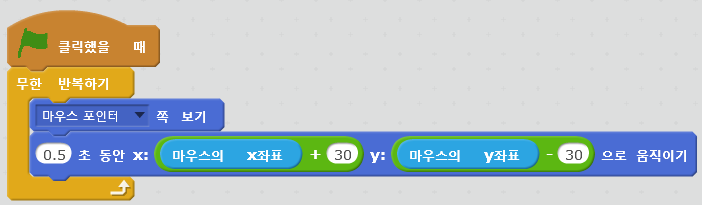 클릭했을 때
무한 반복하기
마우스 포인터 쪽 보기
0.5 초 동안 x: 마우스의 x좌표 + 30 y: 마우스의 y좌표 - 30 으로 움직이기